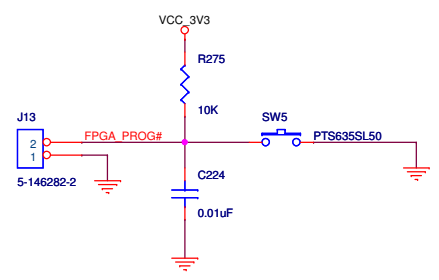 VCC_3V3
R275
10K
J13
FPGA_PROG#
2
1
5-146282-2
SW5
PTS635SL50
C224
0.01uF